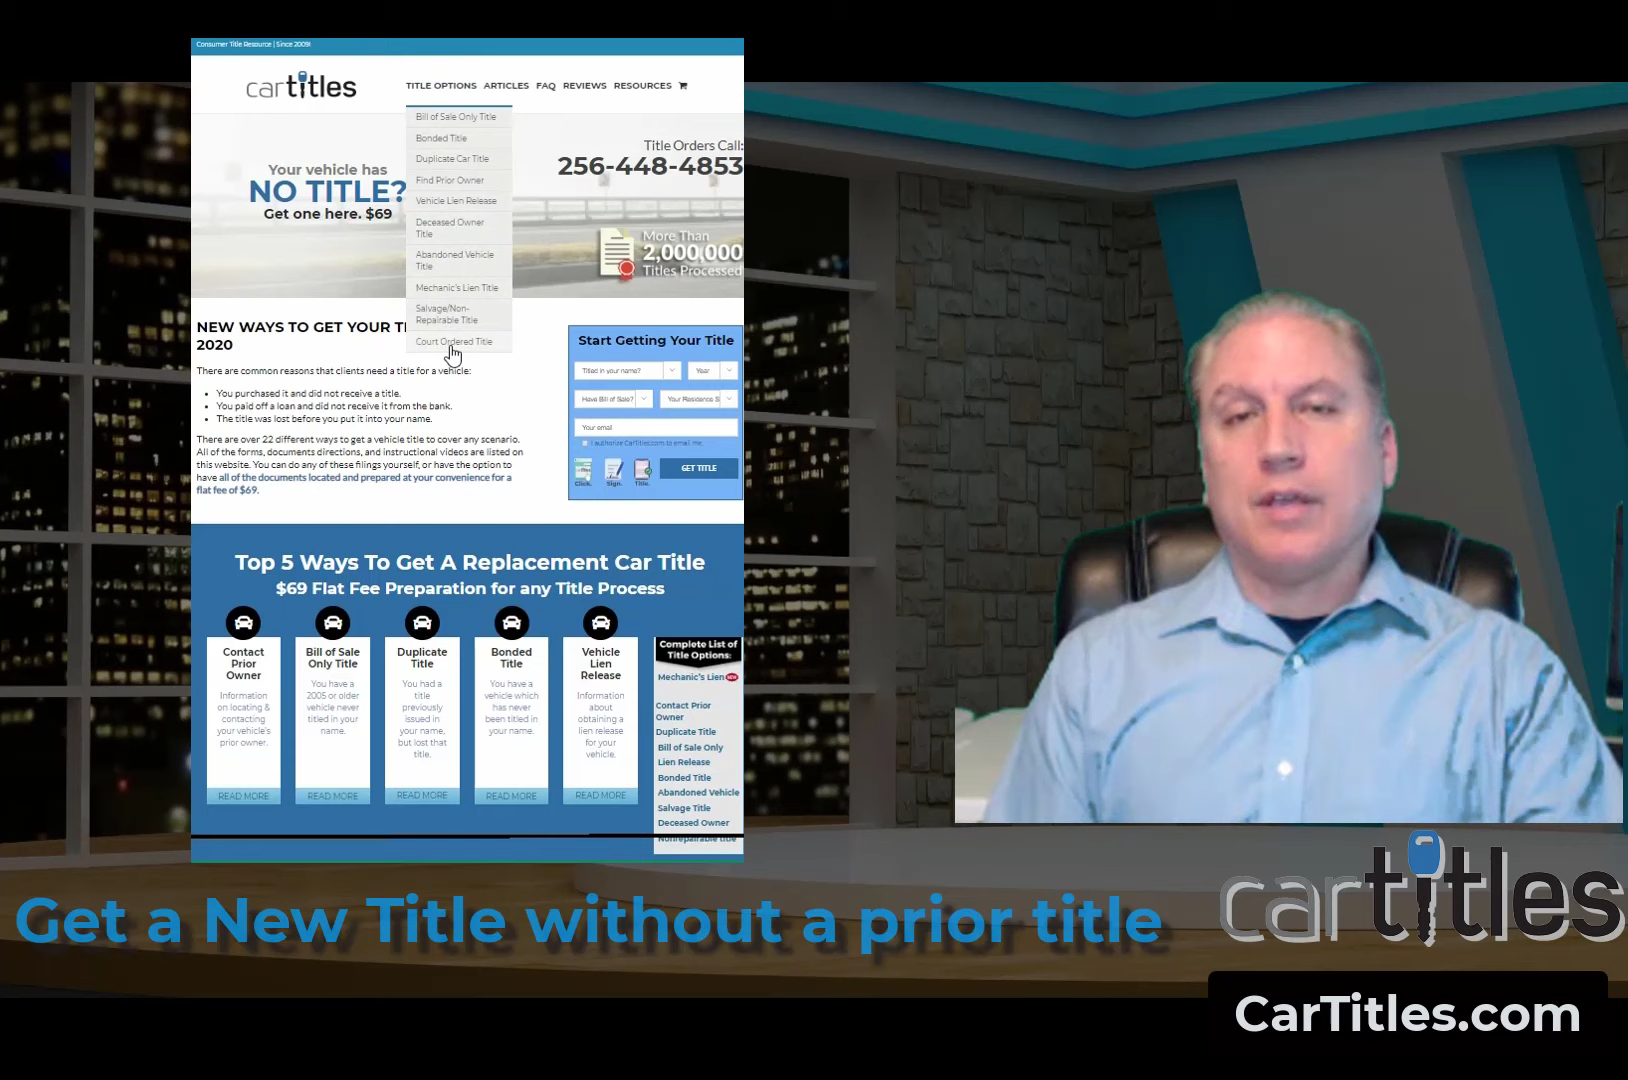 Consumer Title Resource | Since 2009!
cartitles
TITLE OPTIONS ARTICLES FAQ REVIEWS RESOURCES
Bill of Sale Only Title
Bonded Title
Duplicate Car Title
Find Prior Owner
Vehicle Lien Release
Deceased Owner
Title
Abandoned Vehicle
Title
Mechanic's Lien Title
Salvage/Non-
Repairable Title
Court Ordered Title
Your vehicle has
NO TITLE?
Get one here. $69
Title Orders Call:
256-448-4853
More Than
2,000,000
Titles Processed
NEW WAYS TO GET YOUR
2020
There are common reasons that clients need a title for a vehicle:
You purchased it and did not receive a title.
You paid off a loan and did not receive it from the bank.
The title was lost before you put it into your name.
There are over 22 different ways to get a vehicle title to cover any scenario.
All of the forms, documents directions, and instructional videos are listed on
this website. You can do any of these filings yourself, or have the option to
have all of the documents located and prepared at your convenience for a
flat fee of $69.
Start Getting Your Title
Titled in your name? Year
Have Bill of Sale? Your Residence S
Your email
I authorize CarTitles.com to email me.
Click. Sign. Title.
GET TITLE
Top 5 Ways To Get A Replacement Car Title
$69 Flat Fee Preparation for any Title Process
Contact
Prior
Owner
Information
on locating &
contacting
your vehicle's
prior owner.
READ MORE
Bill of Sale
Only Title
You have a
2005 or older
vehicle never
titled in your
name.
READ MORE
Duplicate
Title
You had a
title
previously
issued in
your name,
but lost that
title.
READ MORE
Bonded
Title
You have a
vehicle which
has never
been titled in
your name.
READ MORE
Vehicle
Lien
Release
Information
about
obtaining a
lien release
for your
vehicle.
READ MORE
Complete List of
Title Options:
Mechanic's Lien NEW
Contact Prior
Owner
Duplicate Title
Bill of Sale Only
Lien Release
Bonded Title
Abandoned Vehicle
Salvage Title
Deceased Owner
Nonrepairable title
Get a New Title without a prior title
cartitles
CarTitles.com